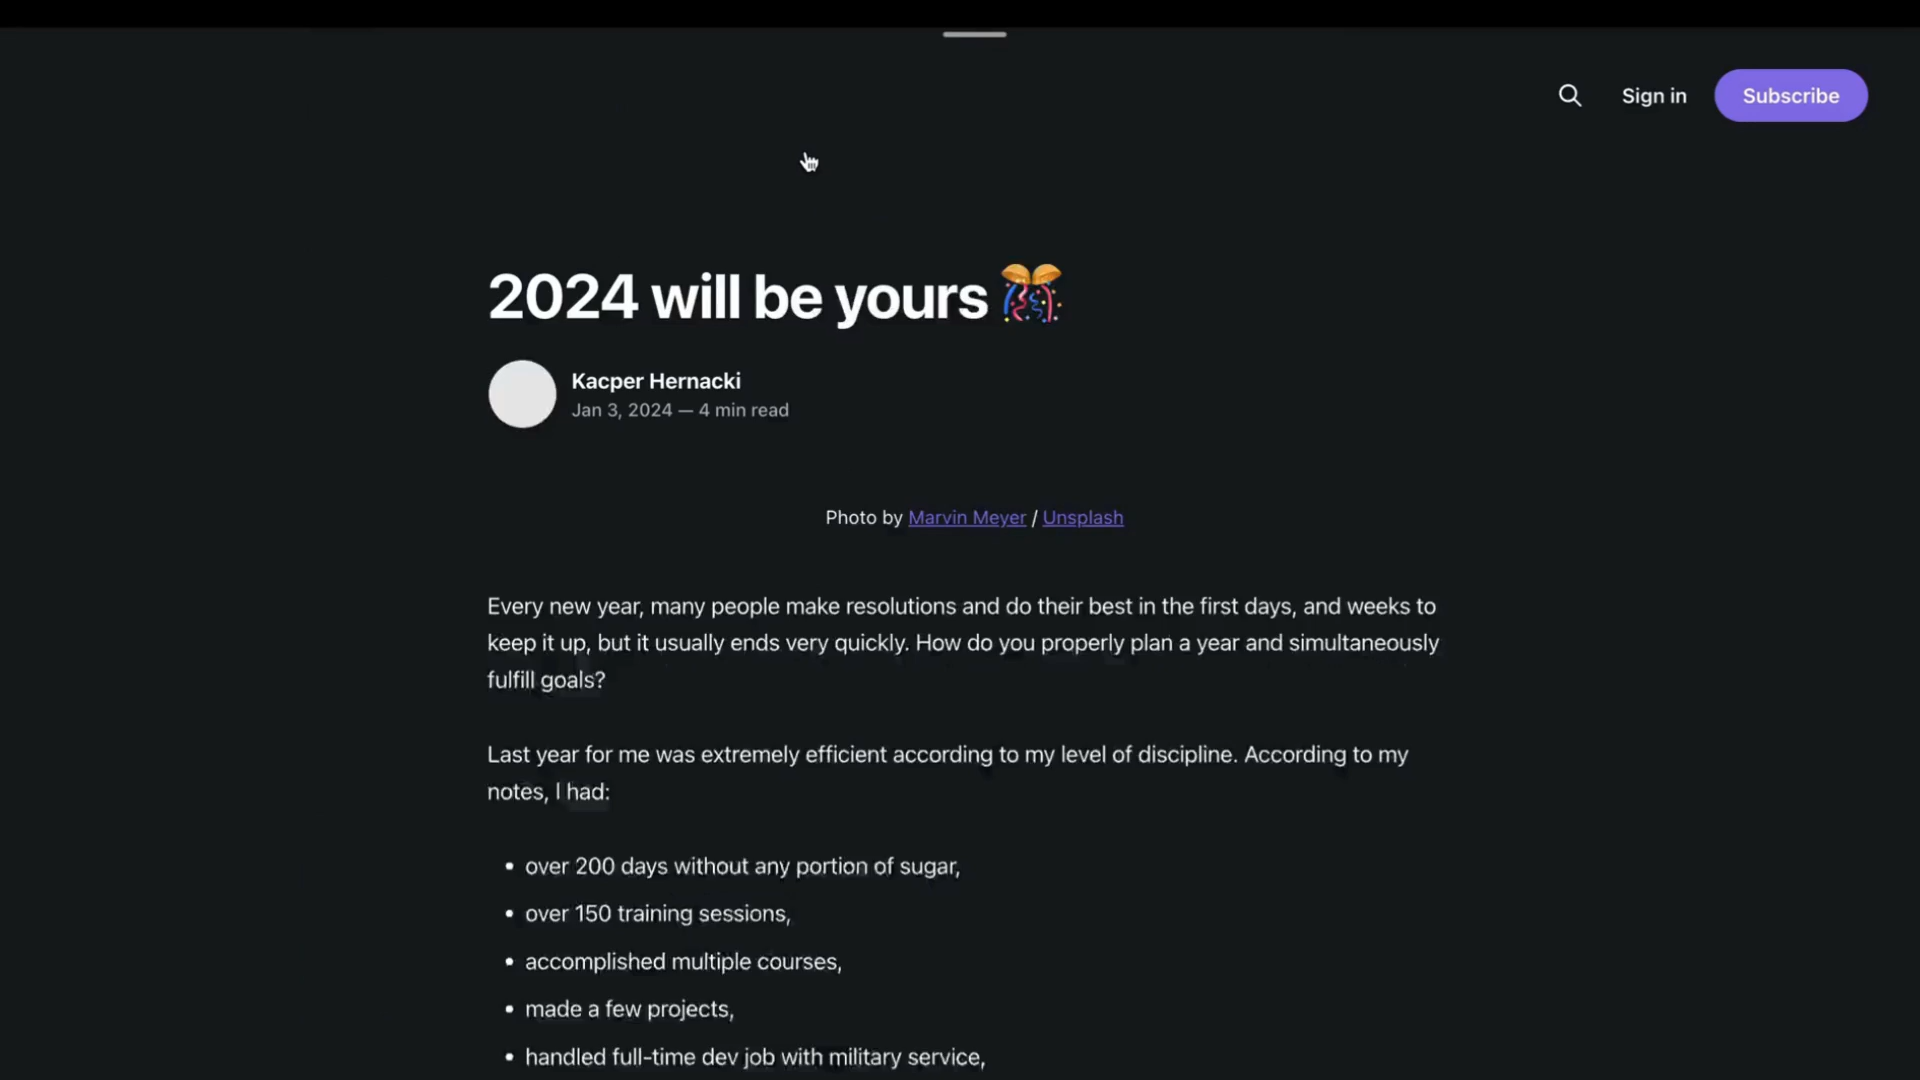 Sign in
Subscribe
2024 will be yours 🎊
Kacper Hernacki
Jan 3, 2024 — 4 min read
Photo by Marvin Meyer / Unsplash
Every new year, many people make resolutions and do their best in the first days, and weeks to
keep it up, but it usually ends very quickly. How do you properly plan a year and simultaneously
fulfill goals?
Last year for me was extremely efficient according to my level of discipline. According to my
notes, I had:
• over 200 days without any portion of sugar,
• over 150 training sessions,
• accomplished multiple courses,
• made a few projects,
• handled full-time dev job with military service,